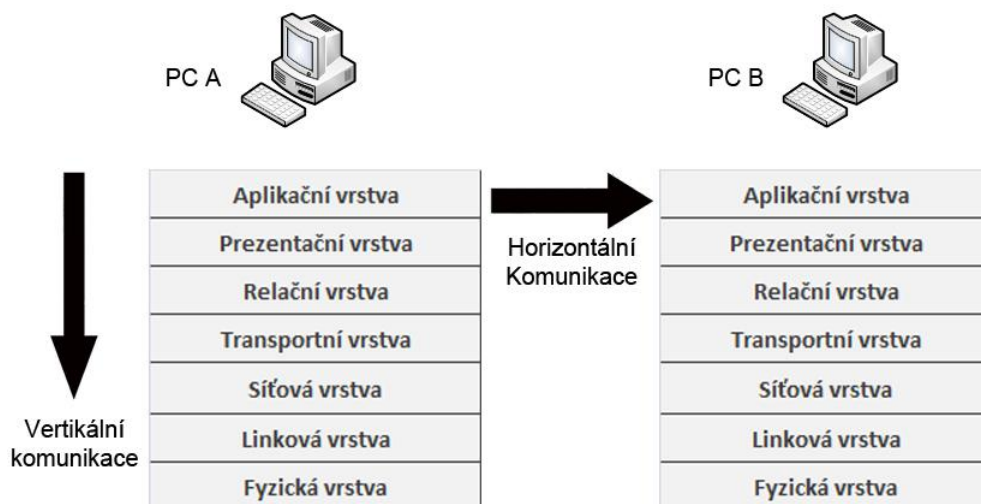 PC A
PC B
Aplikační vrstva
Prezentační vrstva
Relační vrstva
Transportní vrstva
Síťová vrstva
Linková vrstva
Fyzická vrstva
Vertikální
komunikace
Horizontální
Komunikace
Aplikační vrstva
Prezentační vrstva
Relační vrstva
Transportní vrstva
Síťová vrstva
Linková vrstva
Fyzická vrstva